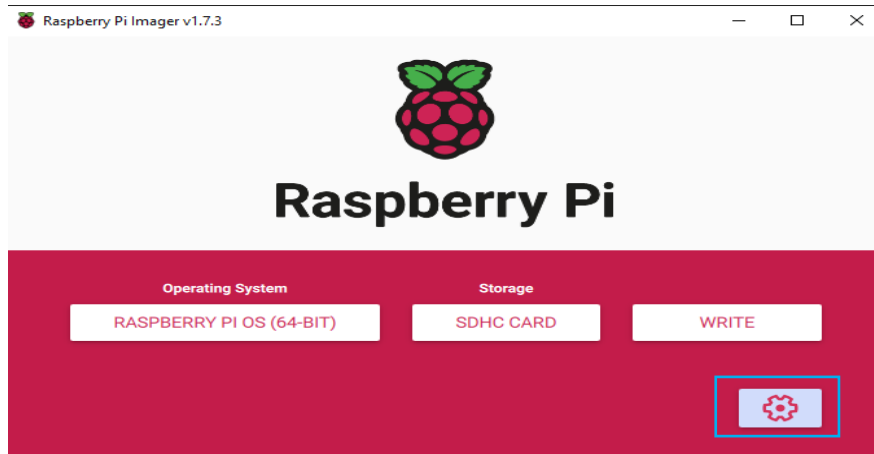 Raspberry Pi Imager v1.7.3
Raspberry Pi
Operating System
Storage
RASPBERRY PI OS (64-BIT)
SDHC CARD
WRITE